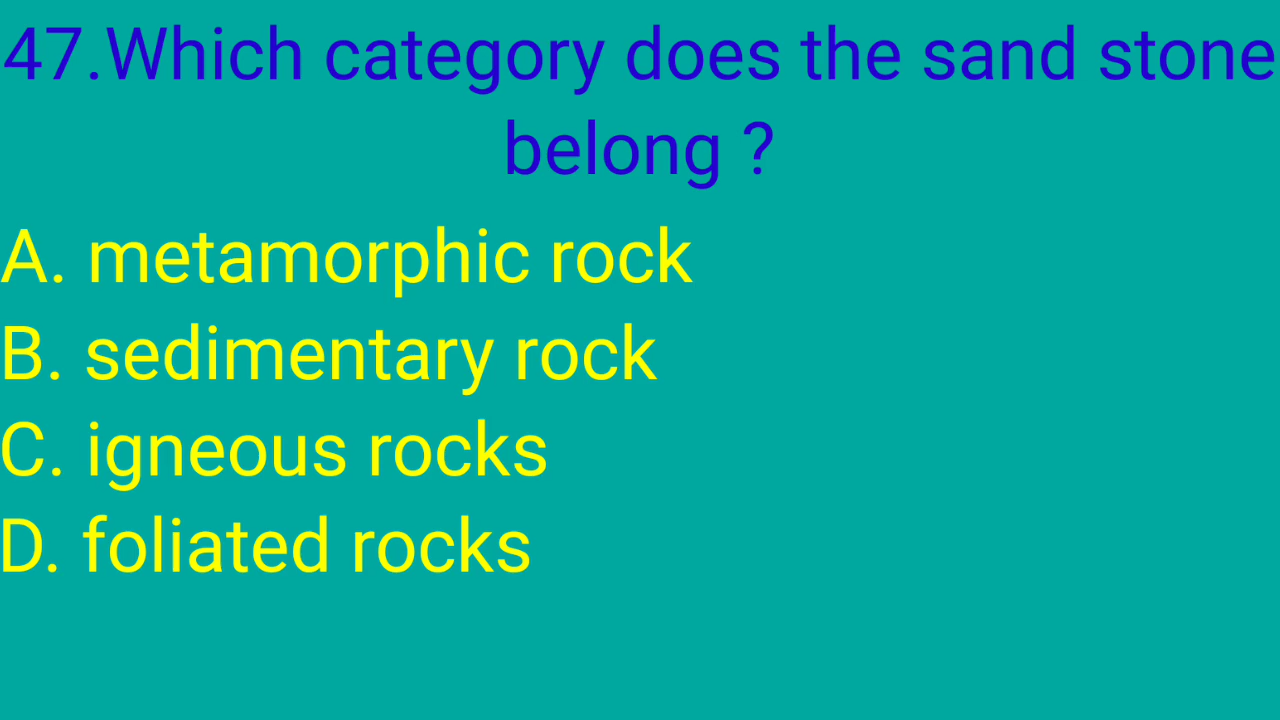 47.Which category does the sand stone
belong ?
A. metamorphic rock
B. sedimentary rock
C. igneous rocks
D. foliated rocks